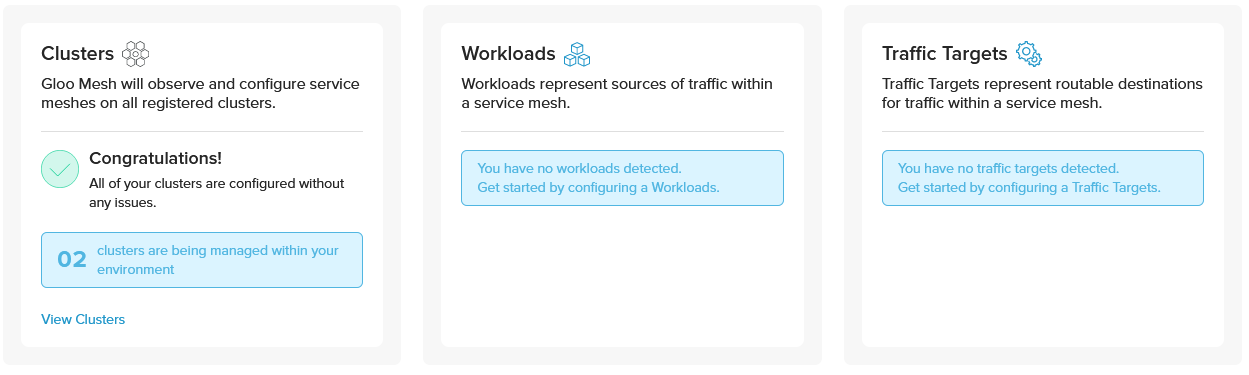 Clusters
Gloo Mesh will observe and configure service
meshes on all registered clusters.
Congratulations!
All of your clusters are configured without
any issues.
02
clusters are being managed within your
environment
View Clusters
Workloads
Workloads represent sources of traffic within
a service mesh.
You have no workloads detected.
Get started by configuring a Workloads.
Traffic Targets
Traffic Targets represent routable destinations
for traffic within a service mesh.
You have no traffic targets detected.
Get started by configuring a Traffic Targets.